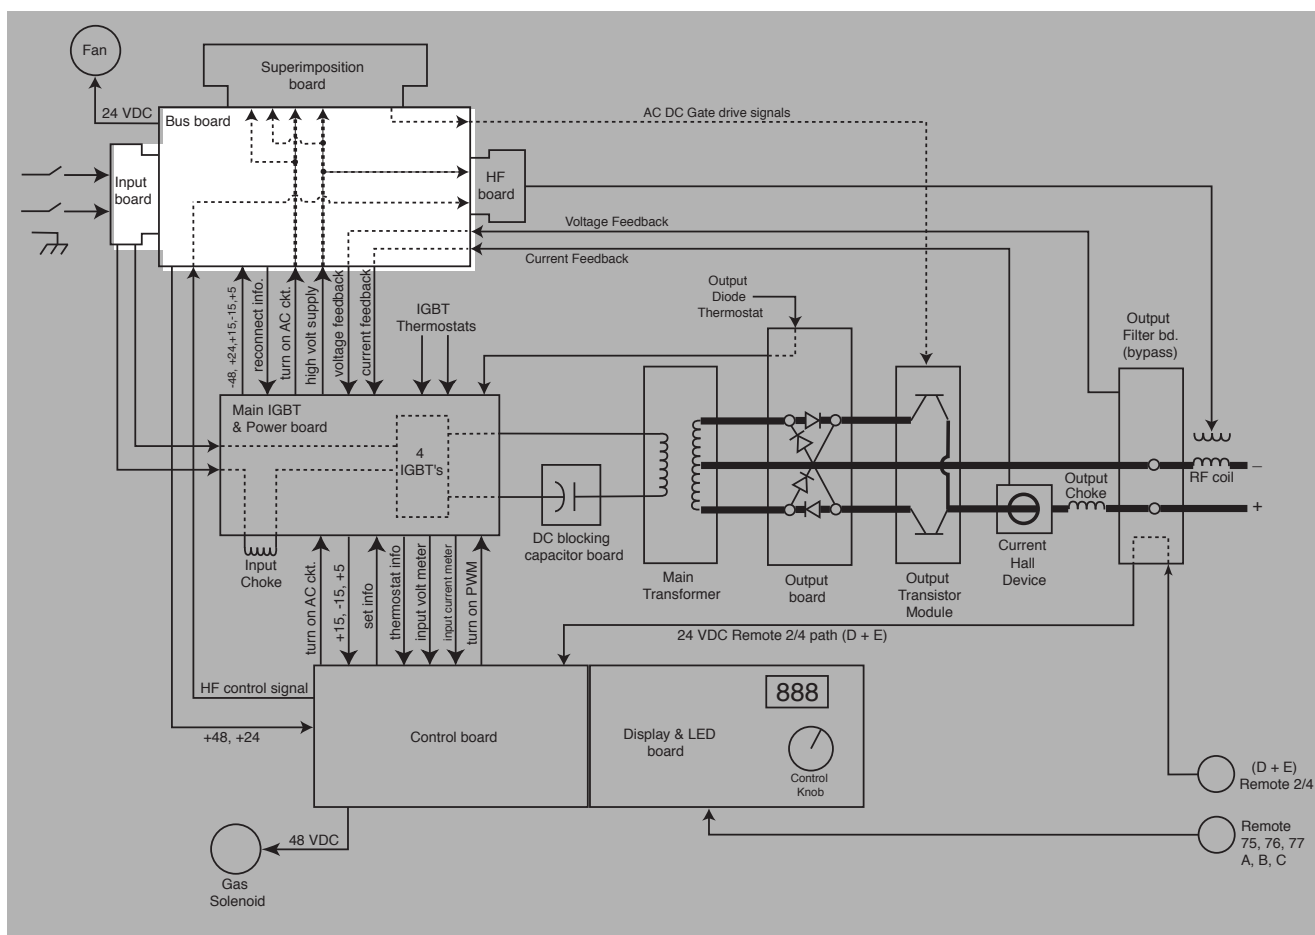 Fan
Superimposition
board
24 VDC
Bus board
AC DC Gate drive signals
Input
board
HF
board
Voltage Feedback
Current Feedback
-48, +24,+15,-15,+5
reconnect info.
turn on AC ckt.
high volt supply
voltage feedback
current feedback
IGBT
Thermostats
Output
Diode
Thermostat
Output
Filter bd.
(bypass)
Main IGBT
& Power board
4
IGBT's
DC blocking
capacitor board
Input
Choke
Main
Transformer
Output
board
Output
Transistor
Module
Current
Hall
Device
Output
Choke
RF coil
–
+
turn on AC ckt.
+15, -15, +5
set info
thermostat info
input volt meter
input current meter
turn on PWM
24 VDC Remote 2/4 path (D + E)
HF control signal
+48, +24
Control board
Display & LED
board
888
Control
Knob
(D + E)
Remote 2/4
Remote
75, 76, 77
A, B, C
48 VDC
Gas
Solenoid